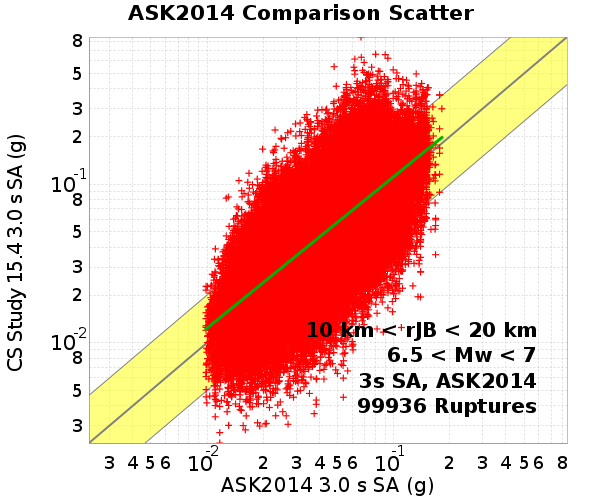 ASK2014 Comparison Scatter
CS Study 15.4 3.0 s SA (g)
8
5
3
2
10-1
8
5
3
2
10-2
8
5
3
10 km < rJB < 20 km
6.5 < Mw < 7
3s SA, ASK2014
99936 Ruptures
3 4 5 6 10-2 2 3 4 5 6 10-1 2 3 4 5 6 8
ASK2014 3.0 s SA (g)